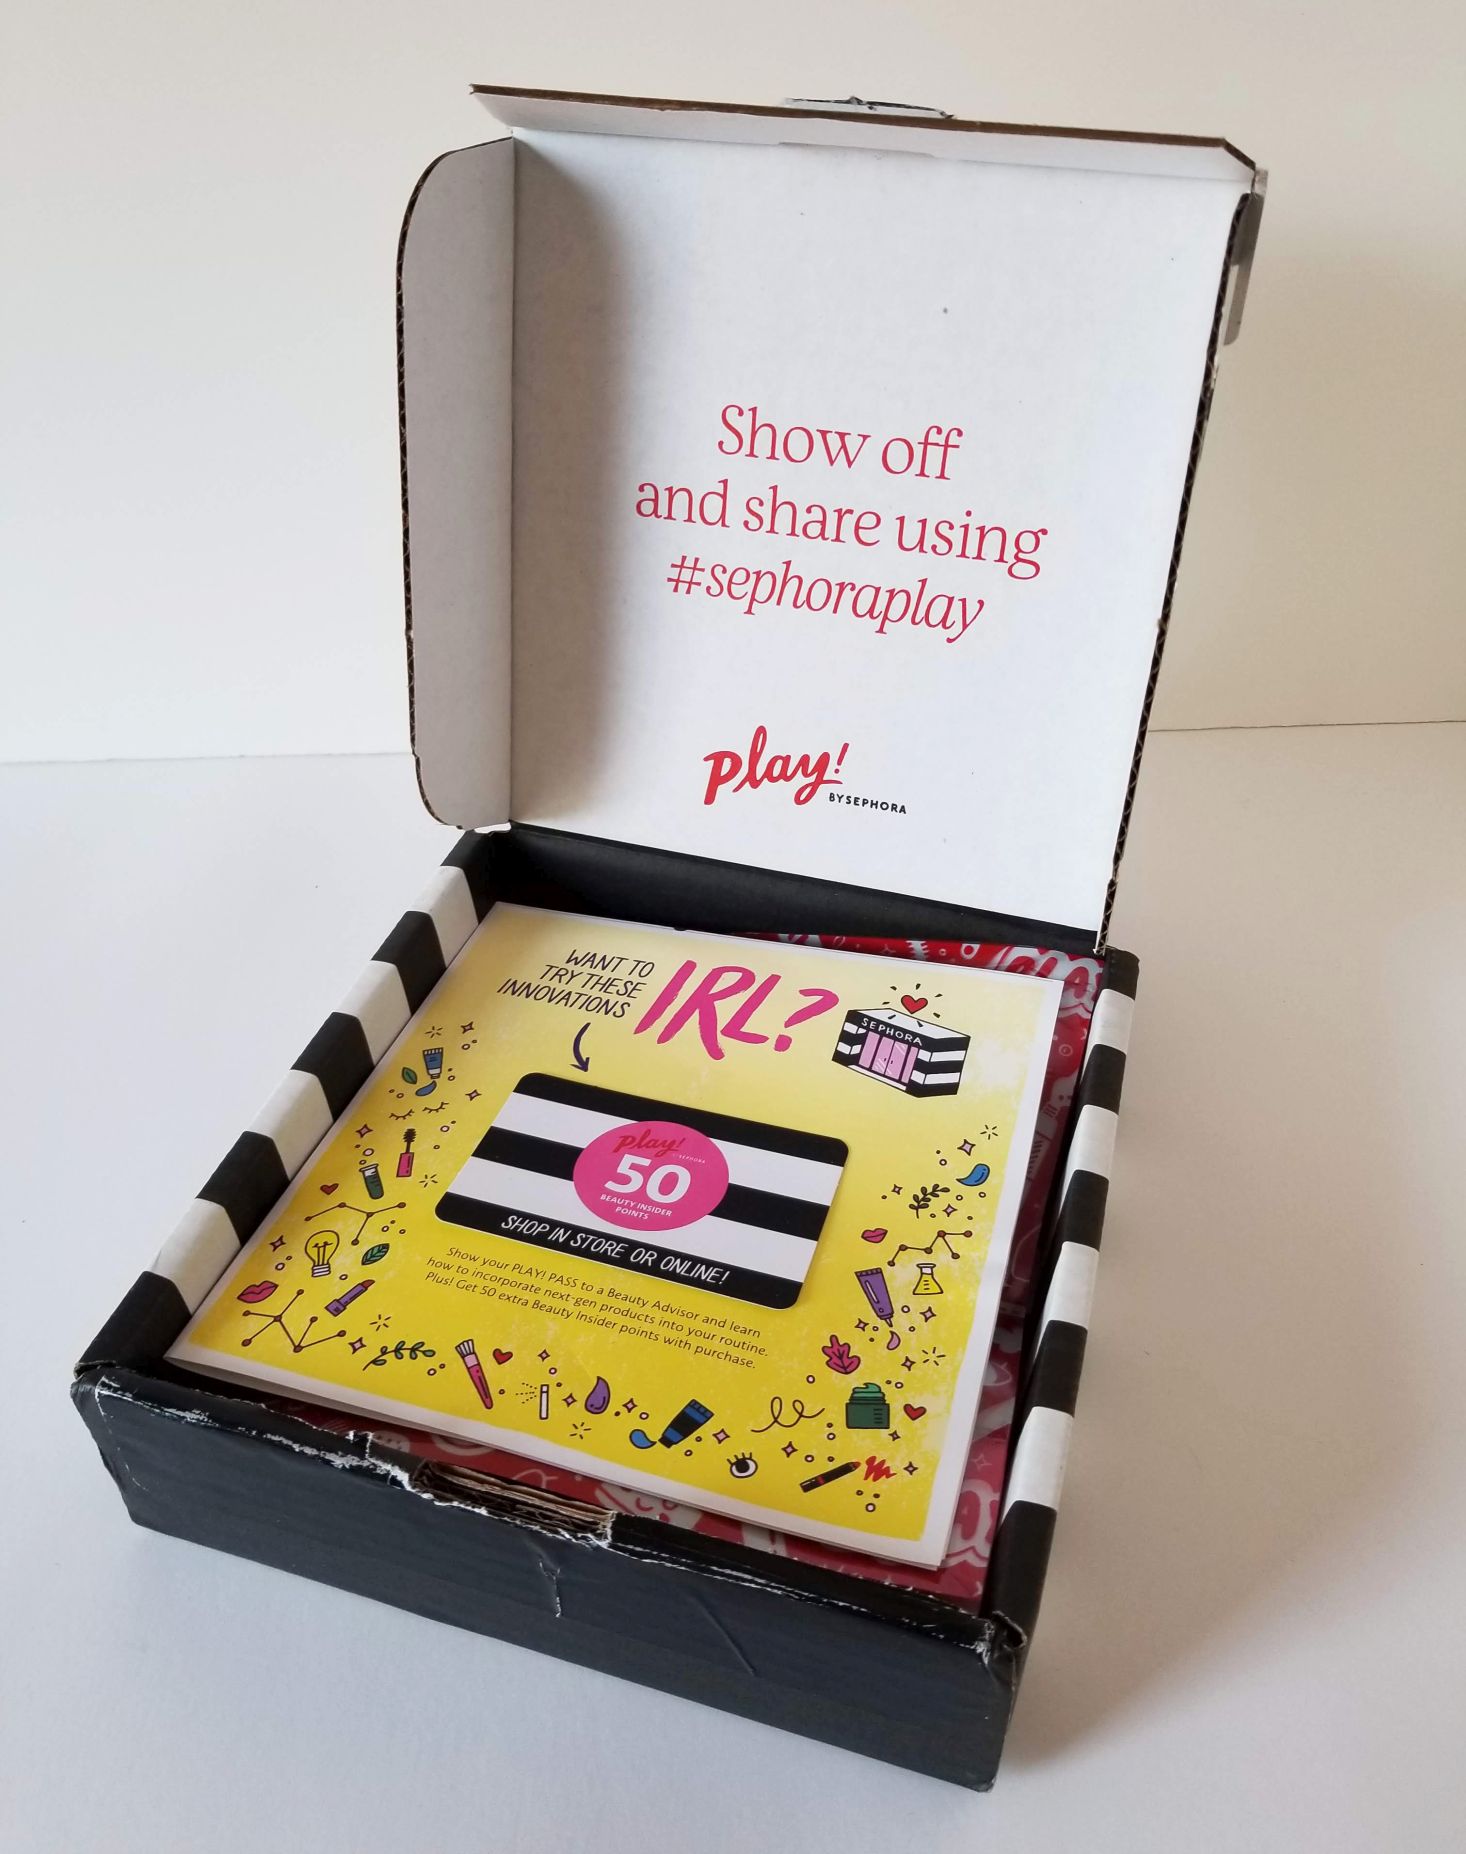 Show off
and share using
#sephoraplay
play!
BY SEPHORA
WANT TO
TRY THESE
INNOVATIONS
IRL?
SEPHORA
play!
BY SEPHORA
50
BEAUTY INSIDER
POINTS
SHOP IN STORE OR ONLINE!
Show your PLAY! PASS to a Beauty Advisor and learn
how to incorporate next-gen products into your routine.
Plus! Get 50 extra Beauty Insider points with purchase.